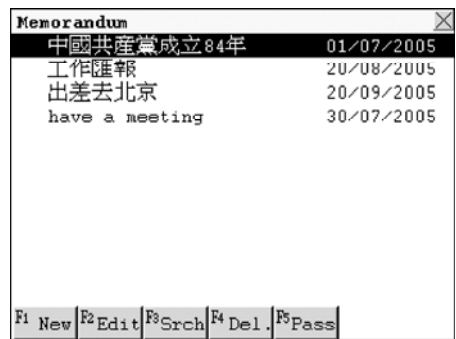 Memorandum
中國共産黨成立84年 01/07/2005
工作匯報 20/08/2005
出差去北京 20/09/2005
have a meeting 30/07/2005
F1 New F2 Edit F3 Srch F4 Del. F5 Pass